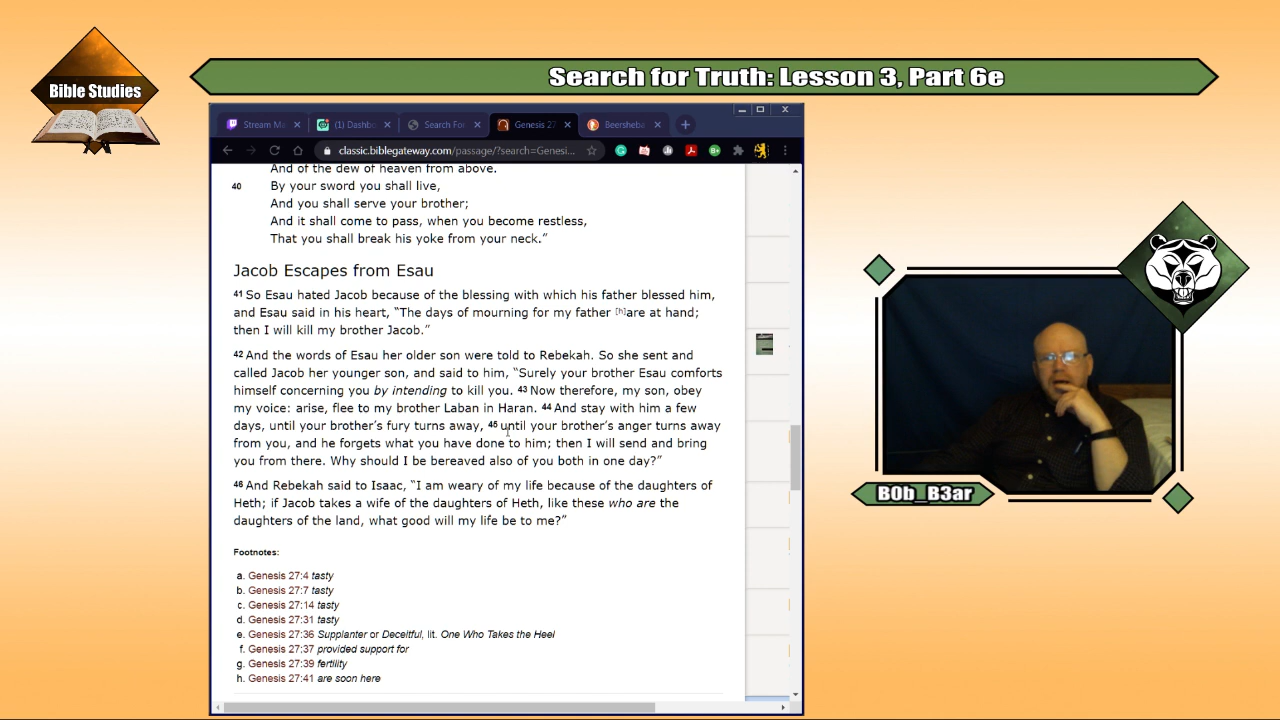 Bible Studies
Search for Truth: Lesson 3, Part 6e
Stream Ma
(1) Dashbo
Search For
Genesis 27
Beersheba
classic.biblegateway.com/passage/?search=Genesi...
And of the dew of heaven from above.
40 By your sword you shall live,
And you shall serve your brother;
And it shall come to pass, when you become restless,
That you shall break his yoke from your neck.”
Jacob Escapes from Esau
41 So Esau hated Jacob because of the blessing with which his father blessed him,
and Esau said in his heart, “The days of mourning for my father [h]are at hand;
then I will kill my brother Jacob.”
42 And the words of Esau her older son were told to Rebekah. So she sent and
called Jacob her younger son, and said to him, “Surely your brother Esau comforts
himself concerning you by intending to kill you. 43 Now therefore, my son, obey
my voice: arise, flee to my brother Laban in Haran. 44 And stay with him a few
days, until your brother’s fury turns away, 45 until your brother’s anger turns away
from you, and he forgets what you have done to him; then I will send and bring
you from there. Why should I be bereaved also of you both in one day?”
46 And Rebekah said to Isaac, “I am weary of my life because of the daughters of
Heth; if Jacob takes a wife of the daughters of Heth, like these who are the
daughters of the land, what good will my life be to me?”
Footnotes:
a. Genesis 27:4 tasty
b. Genesis 27:7 tasty
c. Genesis 27:14 tasty
d. Genesis 27:31 tasty
e. Genesis 27:36 Supplanter or Deceitful, lit. One Who Takes the Heel
f. Genesis 27:37 provided support for
g. Genesis 27:39 fertility
h. Genesis 27:41 are soon here
B0b_B3ar